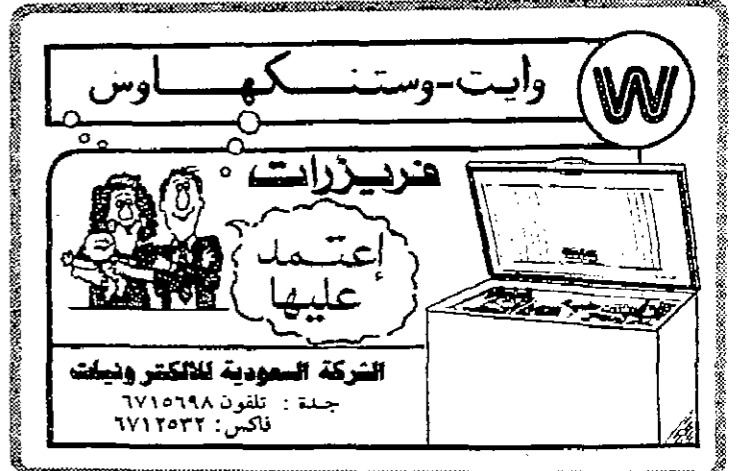 وايت-وستنكهاوس
W
فريزرات
إعتمد
عليها
الشركة السعودية للالكترونيات
جدة : تلفون ٦٧١٥٦٩٨
فاكس: ٦٧١٢٥٣٢